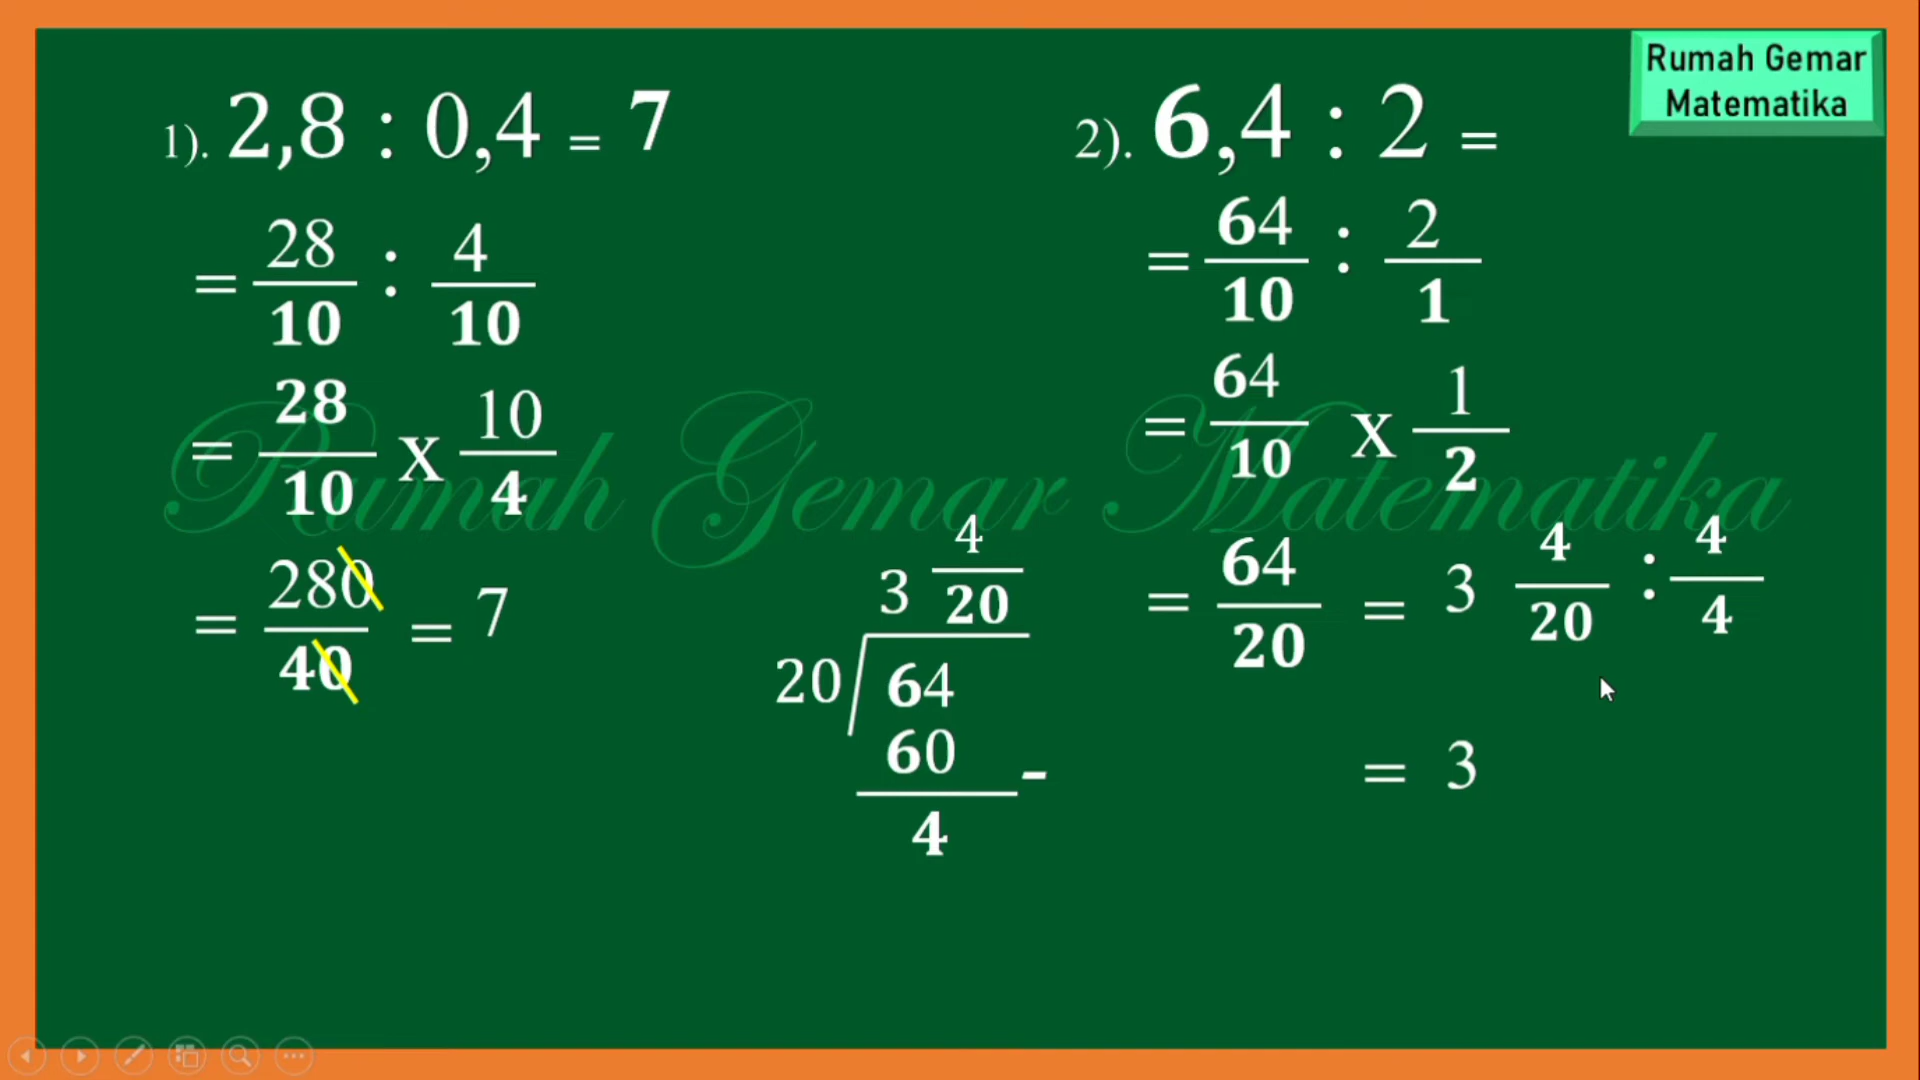 Rumah Gemar
Matematika
1). 2,8 : 0,4 = 7
= 28/10 : 4/10
= 28/10 X 10/4
= 280/40 = 7
3 4/20
20 64
60 -
4
2). 6,4 : 2 =
= 64/10 : 2/1
= 64/10 X 1/2
= 64/20 = 3 4/20 : 4/4
= 3
Rumah Gemar Matematika